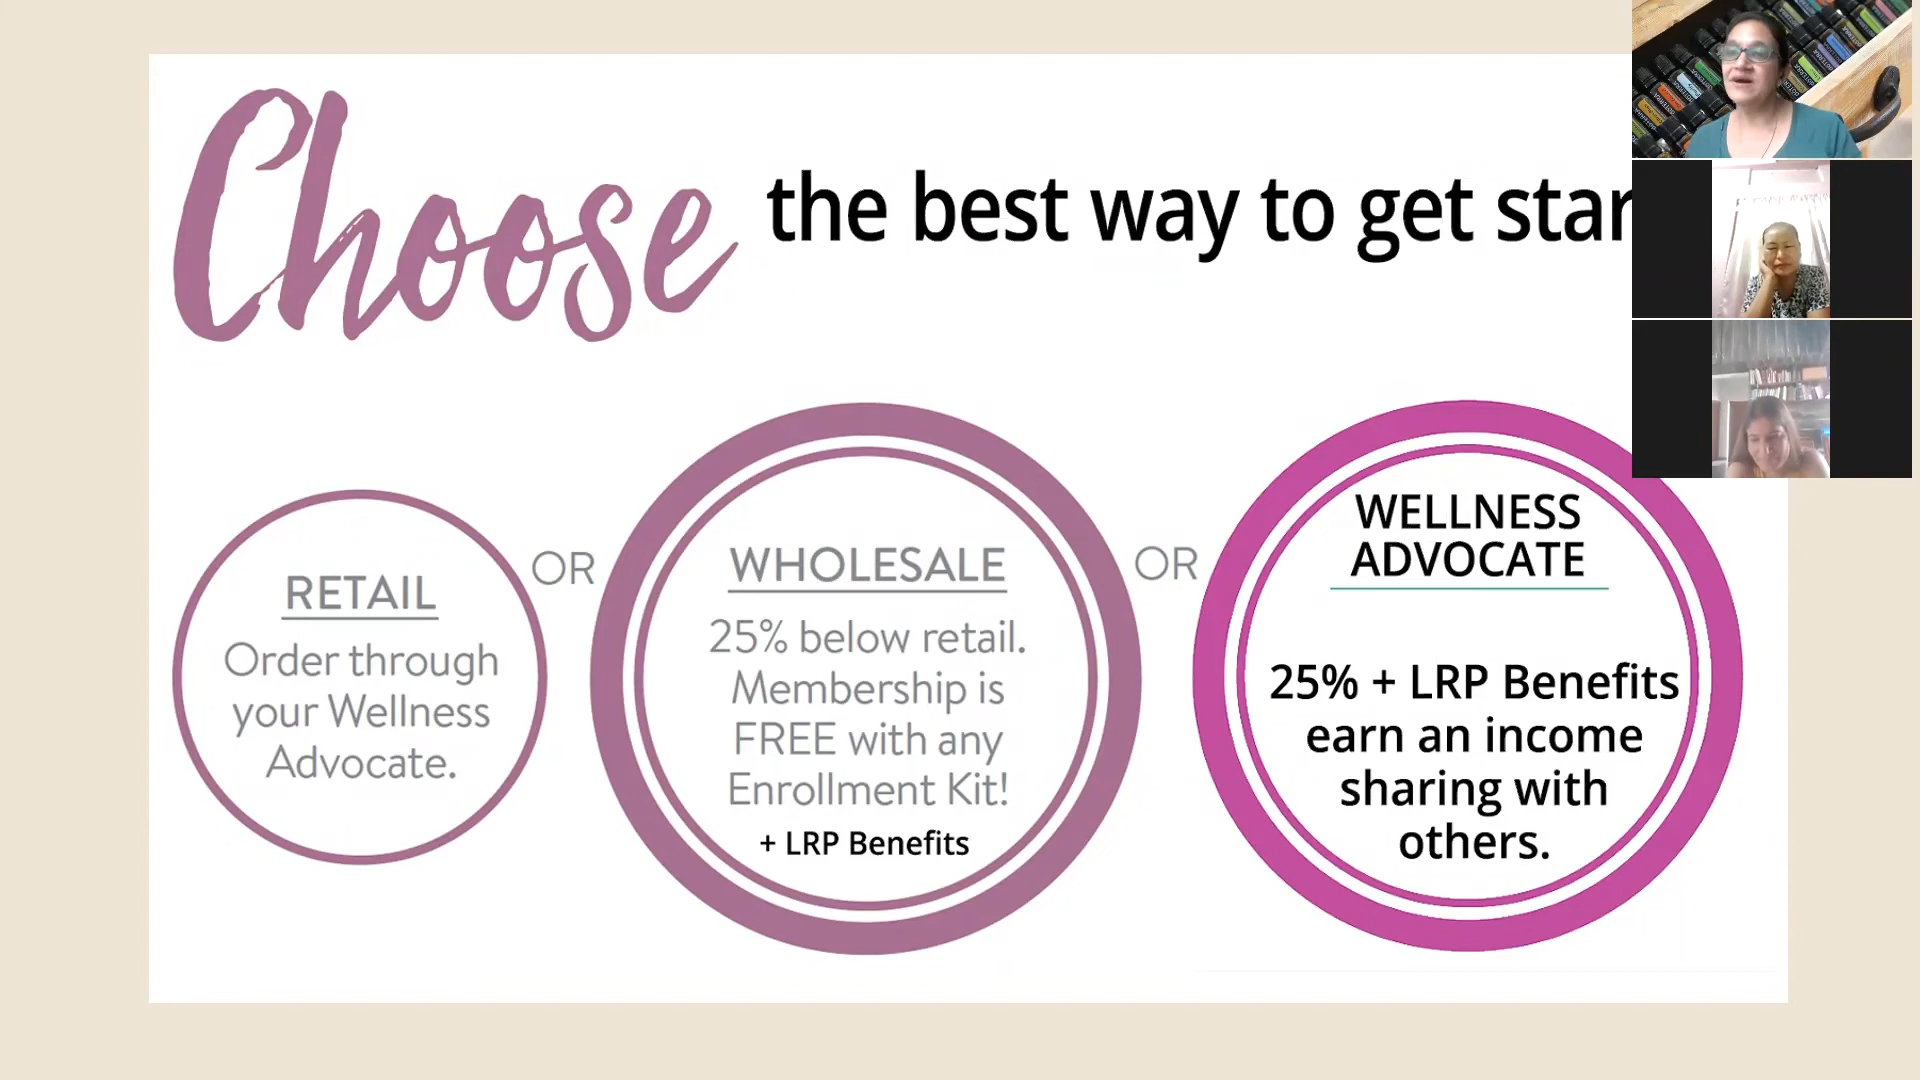 Choose the best way to get star
RETAIL
Order through
your Wellness
Advocate.
OR
WHOLESALE
25% below retail.
Membership is
FREE with any
Enrollment Kit!
+ LRP Benefits
OR
WELLNESS
ADVOCATE
25% + LRP Benefits
earn an income
sharing with
others.